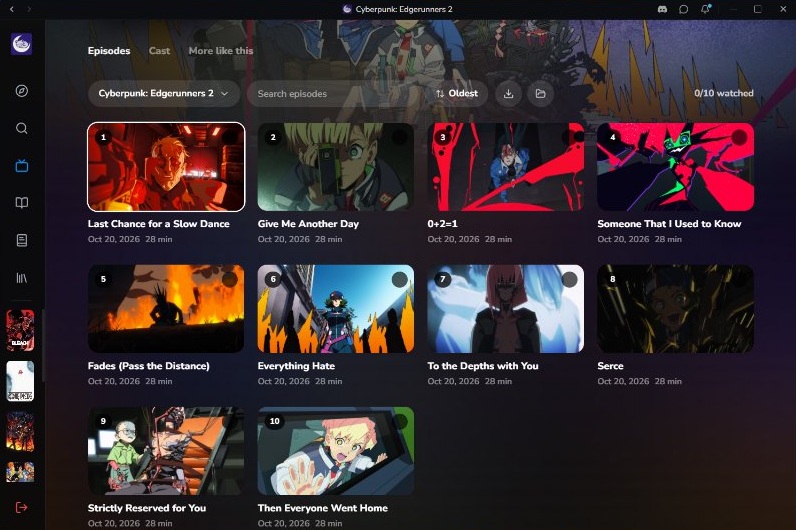 Cyberpunk: Edgerunners 2
Episodes Cast More like this
Cyberpunk: Edgerunners 2 Search episodes Oldest 0/10 watched
1 2 3 4
Last Chance for a Slow Dance Give Me Another Day 0+2=1 Someone That I Used to Know
Oct 20, 2026 28 min Oct 20, 2026 28 min Oct 20, 2026 28 min Oct 20, 2026 28 min
5 6 7 8
BLEACH
Fades (Pass the Distance) Everything Hate To the Depths with You Serce
Oct 20, 2026 28 min Oct 20, 2026 28 min Oct 20, 2026 28 min Oct 20, 2026 28 min
9 10
Strictly Reserved for You Then Everyone Went Home
Oct 20, 2026 28 min Oct 20, 2026 28 min